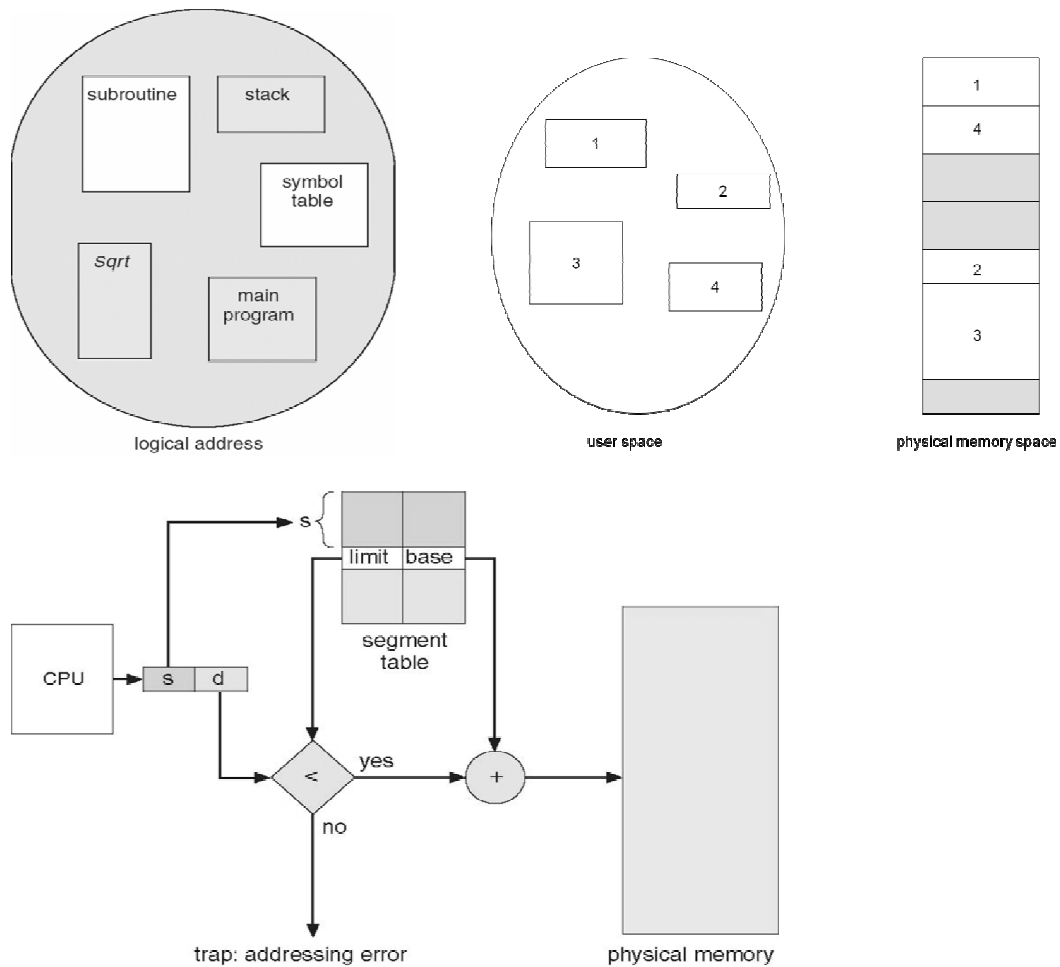 subroutine
stack
symbol
table
Sqrt
main
program
logical address
1
2
3
4
user space
1
4
2
3
physical memory space
s
limit base
segment
table
CPU
s d
<
yes
+
no
trap: addressing error
physical memory